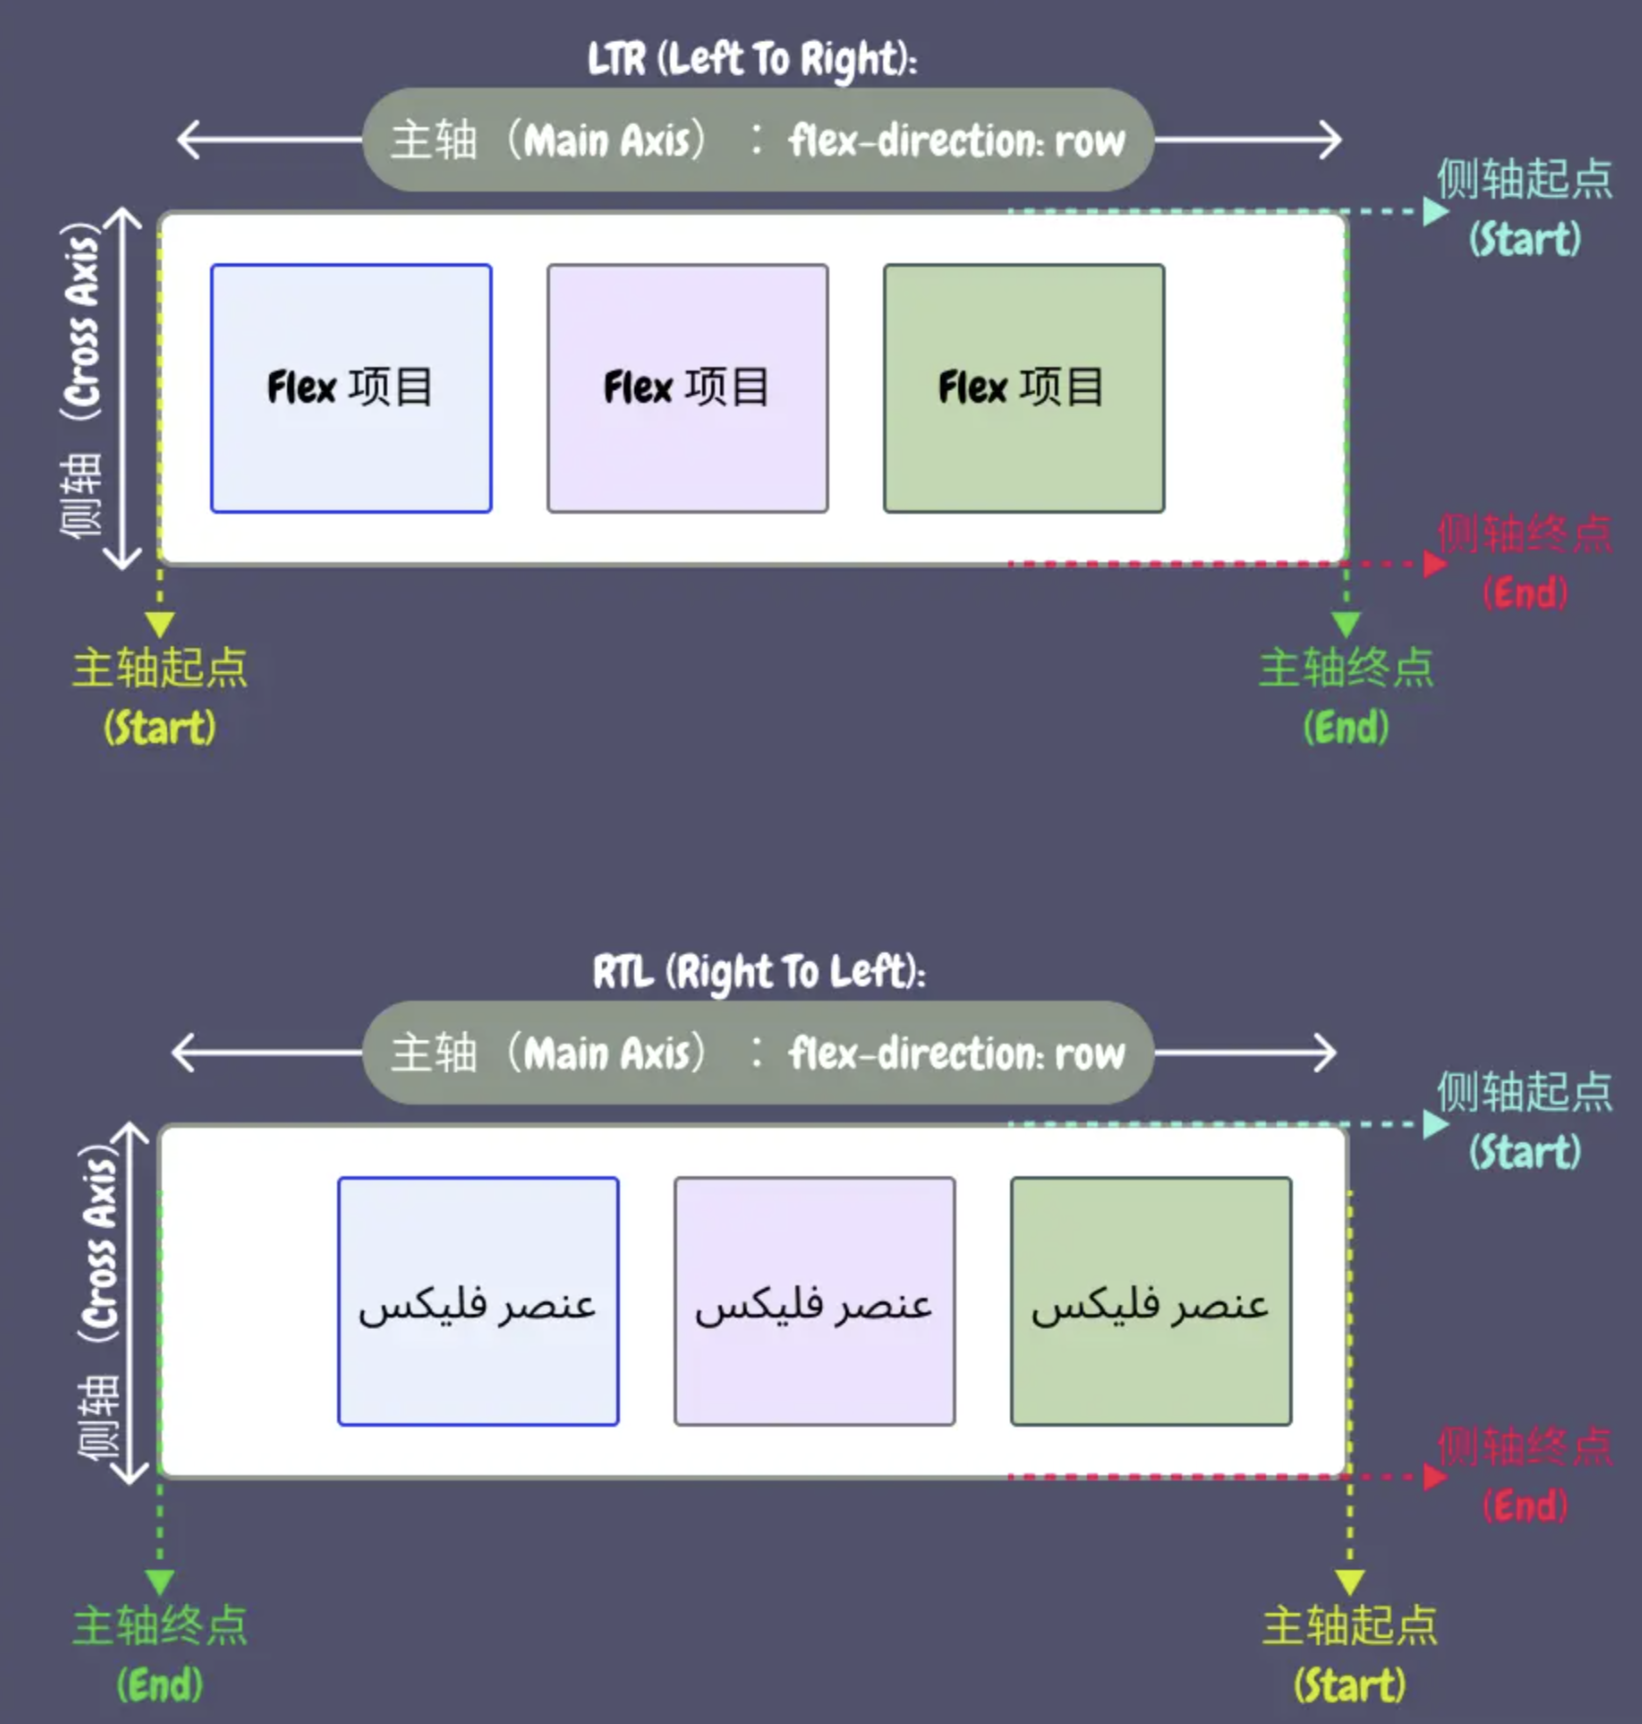 LTR (Left To Right):
主轴（Main Axis）：flex-direction: row
侧轴起点
(Start)
侧轴（Cross Axis）
Flex 项目
Flex 项目
Flex 项目
侧轴终点
(End)
主轴起点
(Start)
主轴终点
(End)
RTL (Right To Left):
主轴（Main Axis）：flex-direction: row
侧轴起点
(Start)
侧轴（Cross Axis）
عنصر فليكس
عنصر فليكس
عنصر فليكس
侧轴终点
(End)
主轴终点
(End)
主轴起点
(Start)